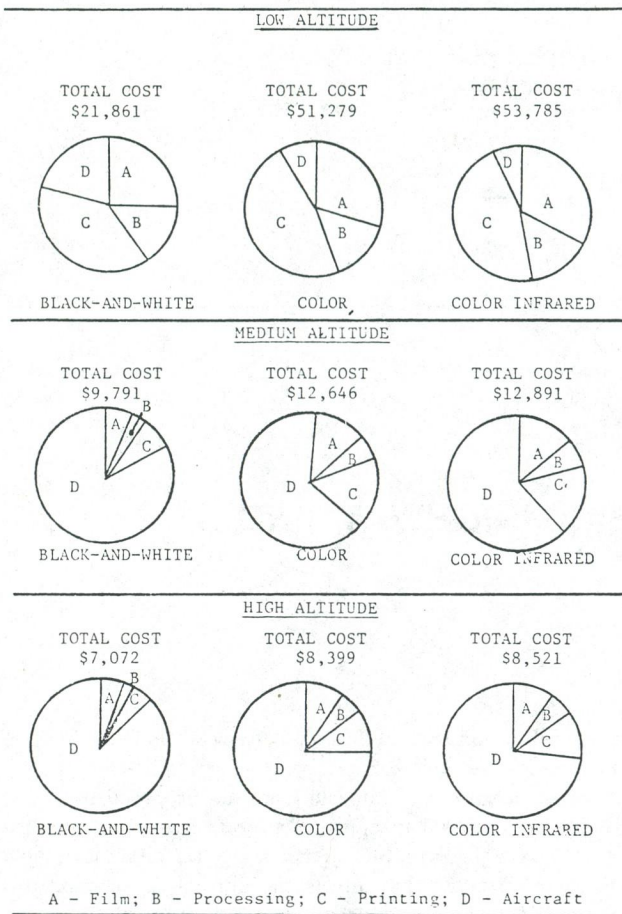 LOW ALTITUDE
TOTAL COST TOTAL COST TOTAL COST
$21,861 $51,279 $53,785
D A D A B C D A B C
C B
BLACK-AND-WHITE COLOR COLOR INFRARED
MEDIUM ALTITUDE
TOTAL COST TOTAL COST TOTAL COST
$9,791 $12,646 $12,891
A B C D A B C D A B C D
BLACK-AND-WHITE COLOR COLOR INFRARED
HIGH ALTITUDE
TOTAL COST TOTAL COST TOTAL COST
$7,072 $8,399 $8,521
A B C D A B C D A B C D
BLACK-AND-WHITE COLOR COLOR INFRARED
A - Film; B - Processing; C - Printing; D - Aircraft